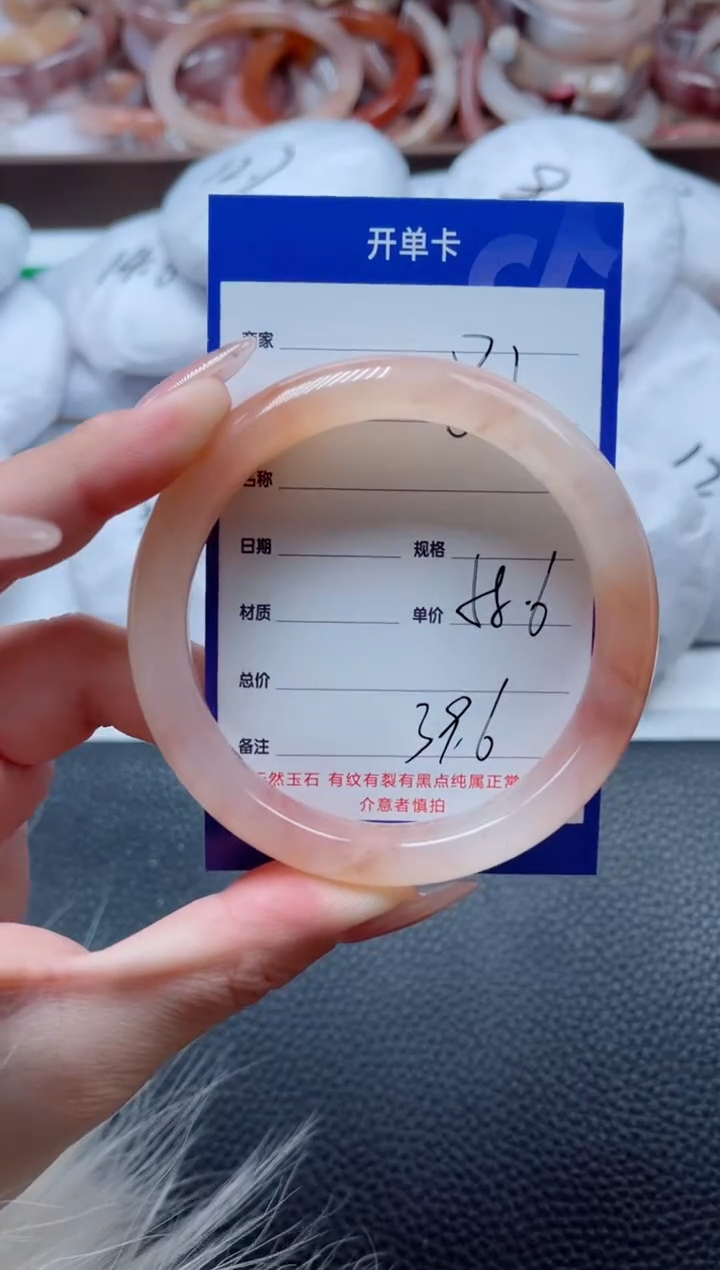 开单卡
商家
名称
日期 规格
材质 单价 58.6
总价
39.6
备注
天然玉石 有纹有裂有黑点纯属正常
介意者慎拍